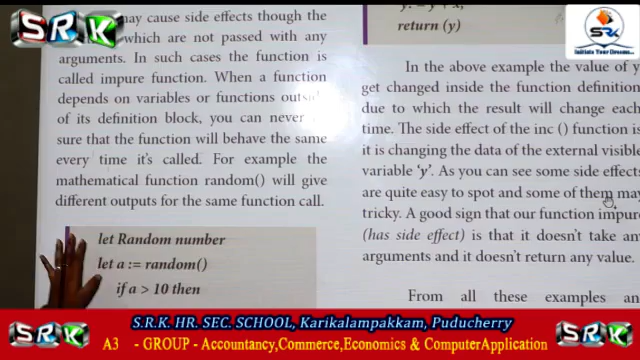 S.R.K
may cause side effects though the
which are not passed with any
arguments. In such cases the function is
called impure function. When a function
depends on variables or functions
of its definition block, you can never
sure that the function will behave the same
every time it's called. For example the
mathematical function random() will give
different outputs for the same function call.
let Random number
let a := random()
if a > 10 then
return (y)
SRK
Initiate Your Dreams...
In the above example the value of y
get changed inside the function definition
due to which the result will change each
time. The side effect of the inc () function is
it is changing the data of the external visible
variable 'y'. As you can see some side effects
are quite easy to spot and some of them may
tricky. A good sign that our function impure
(has side effect) is that it doesn't take any
arguments and it doesn't return any value.
From all these examples an
S.R.K. HR. SEC. SCHOOL, Karikalampakkam, Puducherry
SRK
A3 - GROUP - Accountancy,Commerce,Economics & ComputerApplication
SRK